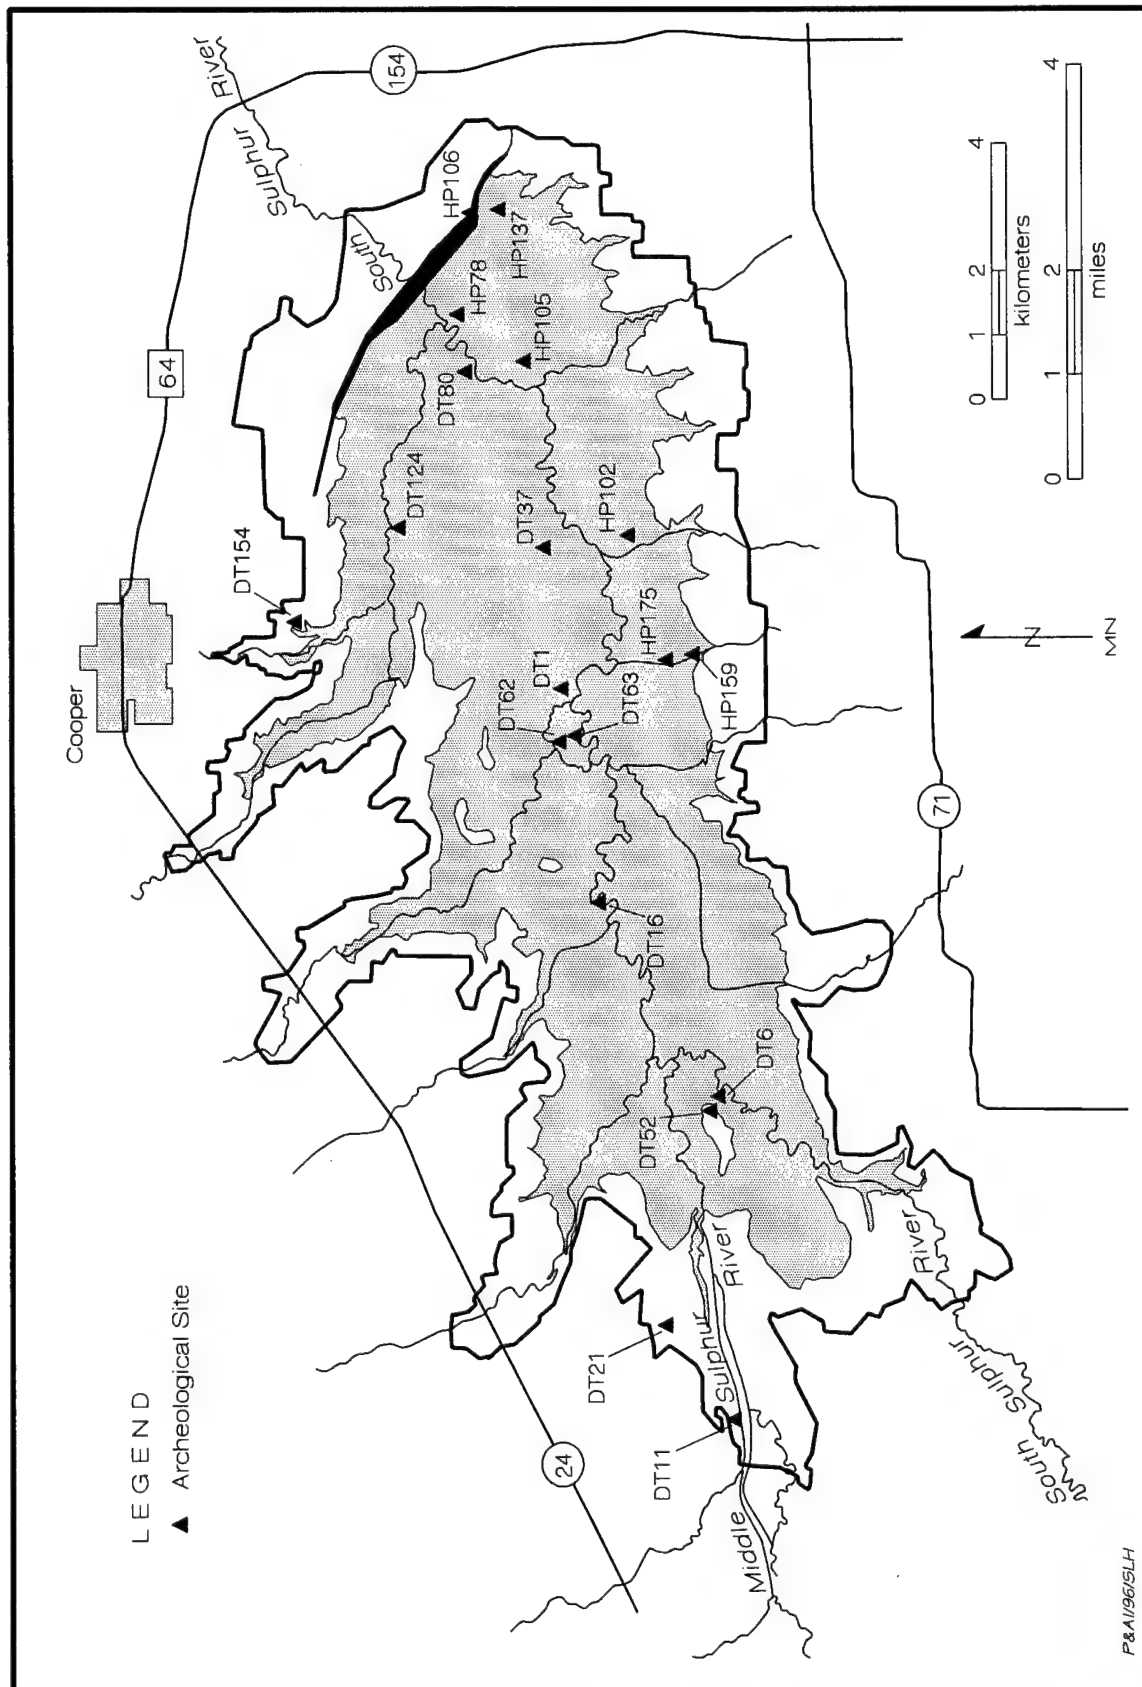 LEGEND
▲ Archeological Site
Cooper
64
154
24
71
South Sulphur River
South Sulphur River
Middle Sulphur River
DT154
DT124
DT80
HP78
HP106
HP137
HP105
DT37
HP102
DT1
DT62
DT63
HP175
HP159
DT16
DT6
DT52
DT21
DT11
N
MN
0 1 2 4
kilometers
0 1 2 4
miles
P&AI/96/SLH